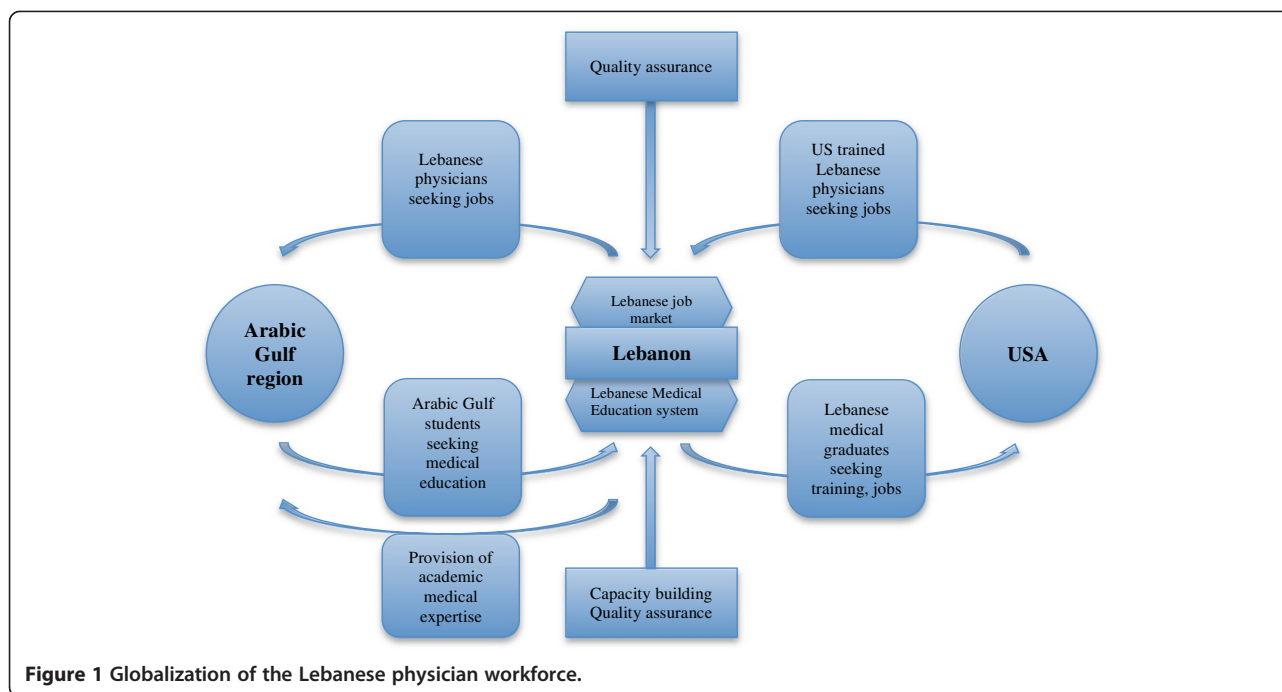 Quality assurance
Lebanese
physicians
seeking jobs
US trained
Lebanese
physicians
seeking jobs
Arabic
Gulf
region
Lebanese job
market
Lebanon
Lebanese Medical
Education system
USA
Arabic Gulf
students
seeking
medical
education
Lebanese
medical
graduates
seeking
training, jobs
Provision of
academic
medical
expertise
Capacity building
Quality assurance
Figure 1 Globalization of the Lebanese physician workforce.